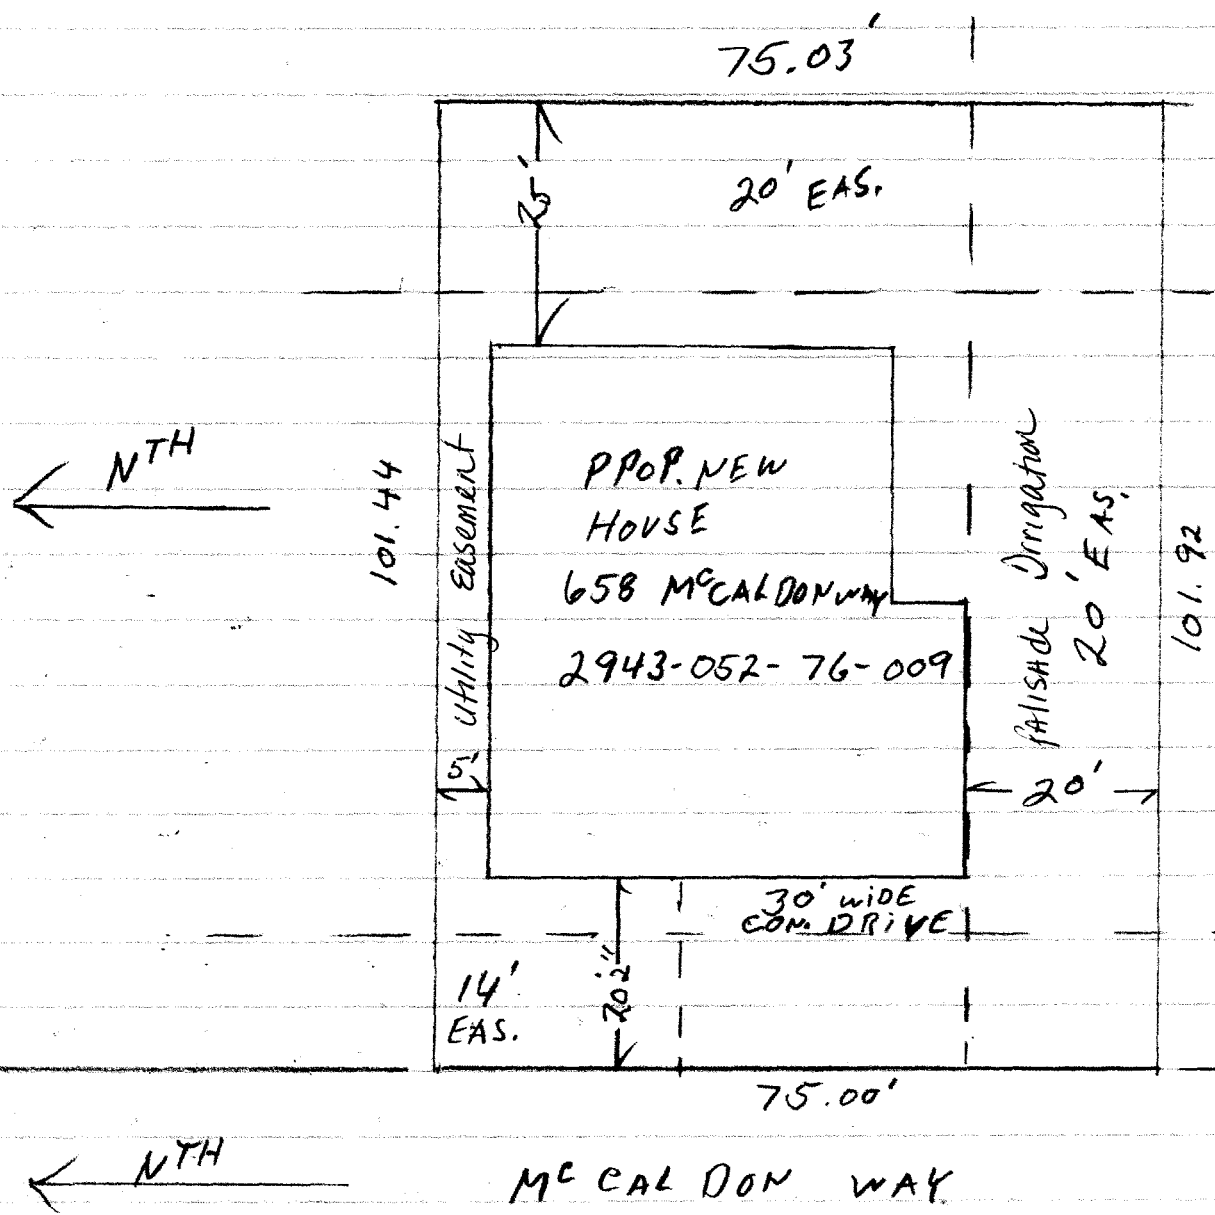 75.03'
20' EAS.
25'
NTH
101.44
Utility Easement
PROP. NEW
HOUSE
658 McCALDON WAY
2943-052-76-009
Palisade Irrigation
20' EAS.
101.92
5'
20'
30' WIDE
CON. DRIVE
14'
EAS.
20'2"
75.00'
NTH
McCALDON WAY